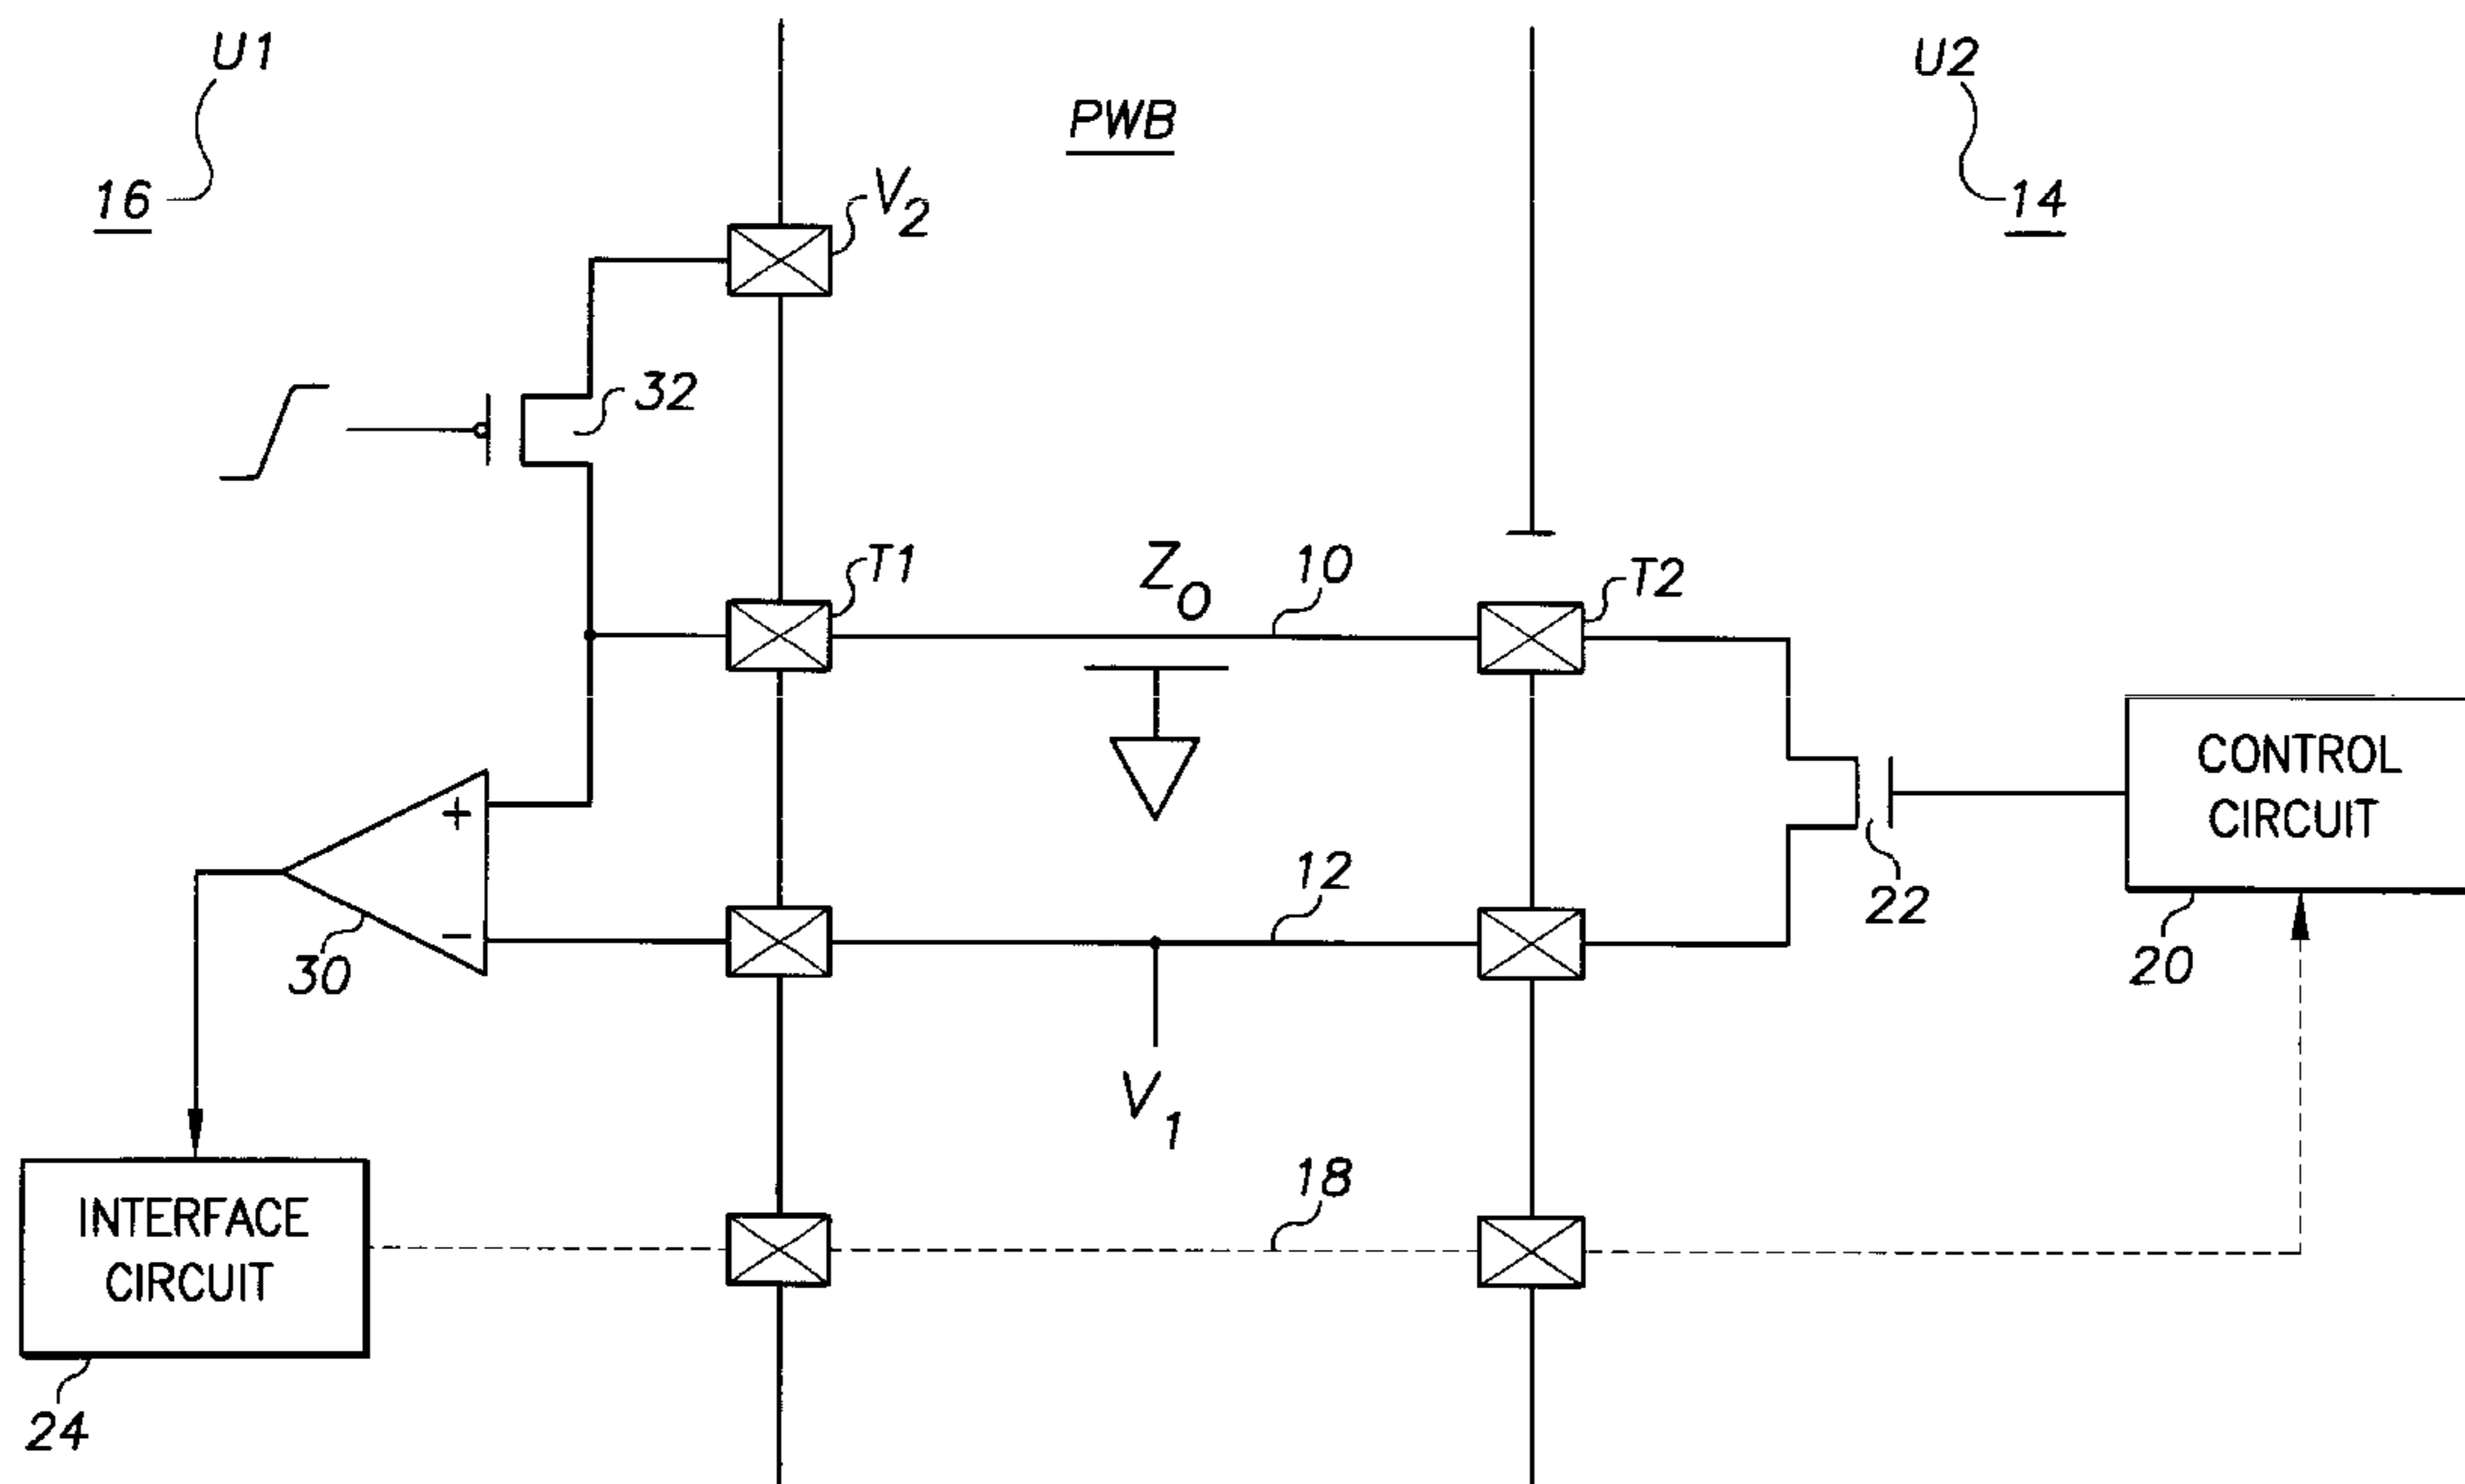 U1
U2
PWB
16
V2
14
32
T1
Z0
10
T2
+
CONTROL
CIRCUIT
12
22
−
30
20
V1
18
INTERFACE
CIRCUIT
24